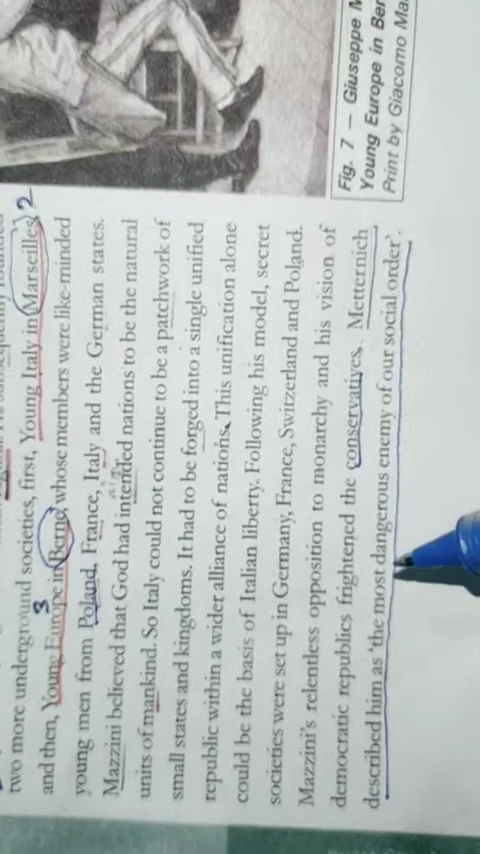 Fig. 7 — Giuseppe
Young Europe in Ber
Print by Giacomo Ma
two more underground societies, first, Young Italy in Marseilles, 2
3
and then, Young Europe in Berne, whose members were like-minded
young men from Poland, France, Italy and the German states.
Mazzini believed that God had intended nations to be the natural
units of mankind. So Italy could not continue to be a patchwork of
small states and kingdoms. It had to be forged into a single unified
republic within a wider alliance of nations. This unification alone
could be the basis of Italian liberty. Following his model, secret
societies were set up in Germany, France, Switzerland and Poland.
Mazzini's relentless opposition to monarchy and his vision of
democratic republics frightened the conservatives. Metternich
described him as 'the most dangerous enemy of our social order'.